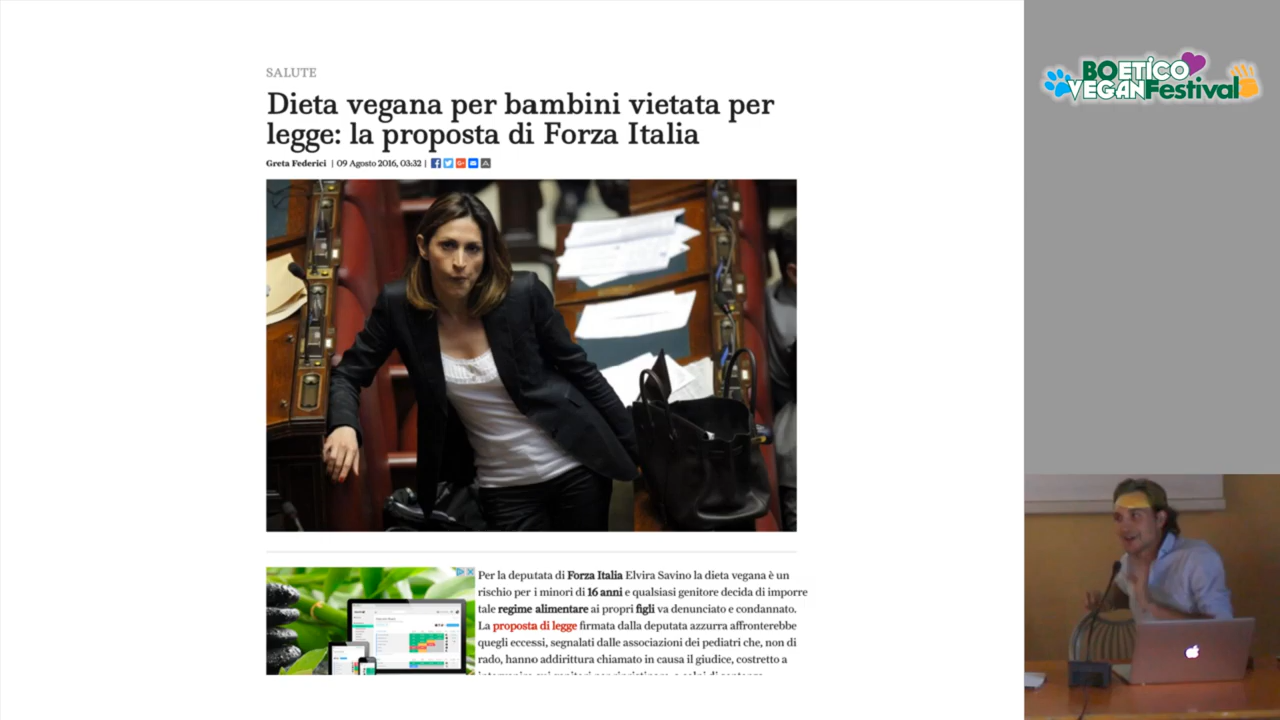 SALUTE
Dieta vegana per bambini vietata per
legge: la proposta di Forza Italia
Greta Federici | 09 Agosto 2016, 03:32 |
Per la deputata di Forza Italia Elvira Savino la dieta vegana è un
rischio per i minori di 16 anni e qualsiasi genitore decida di imporre
tale regime alimentare ai propri figli va denunciato e condannato.
La proposta di legge firmata dalla deputata azzurra affronterebbe
quegli eccessi, segnalati dalle associazioni dei pediatri che, non di
rado, hanno addirittura chiamato in causa il giudice, costretto a
BOETICO
VEGANFestival